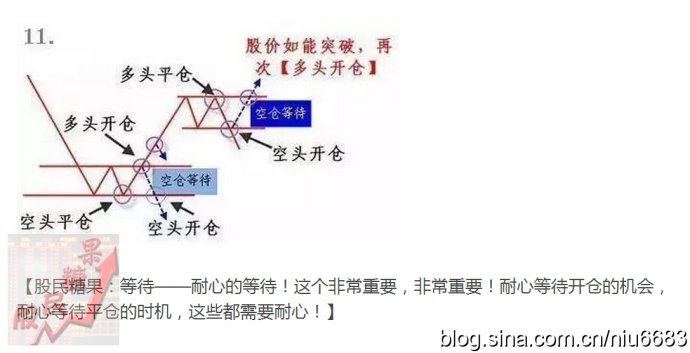 11.
股价如能突破，再
次【多头开仓】
多头平仓
空仓等待
多头开仓
空头开仓
空仓等待
空头平仓
空头开仓
股民糖果
【股民糖果：等待——耐心的等待！这个非常重要，非常重要！耐心等待开仓的机会，
耐心等待平仓的时机，这些都需要耐心！】
blog.sina.com.cn/niu6683